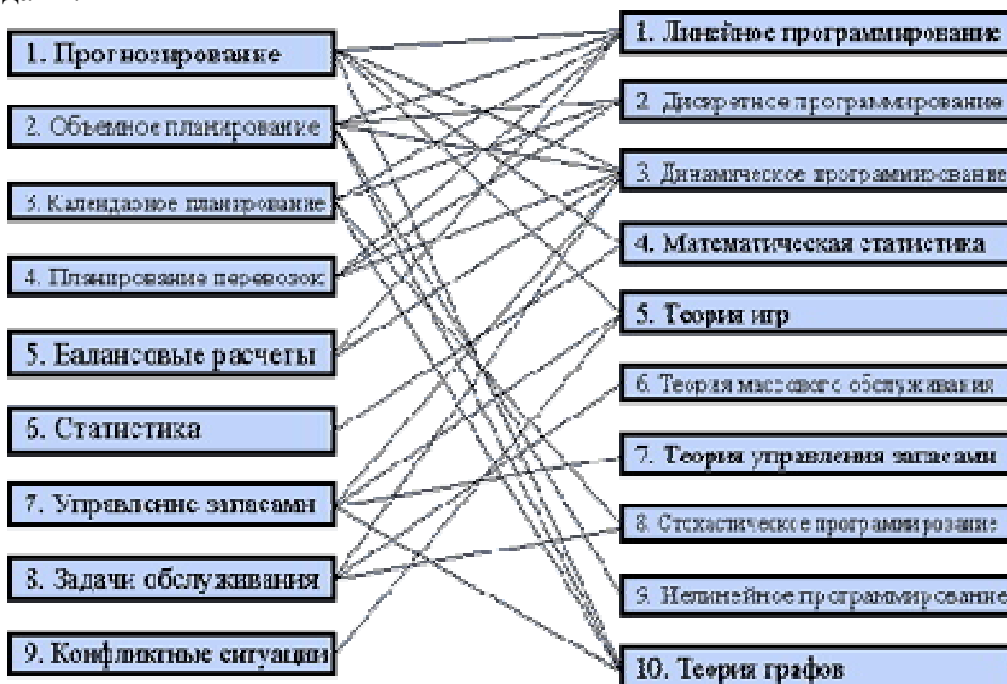 1. Прогнозирование
2. Объемное планирование
3. Календарное планирование
4. Планирование перевозок
5. Балансовые расчеты
6. Статистика
7. Управление запасами
8. Задачи обслуживания
9. Конфликтные ситуации
1. Линейное программирование
2. Дискретное программирование
3. Динамическое программирование
4. Математическая статистика
5. Теория игр
6. Теория массового обслуживания
7. Теория управления запасами
8. Стохастическое программирование
9. Нелинейное программирование
10. Теория графов